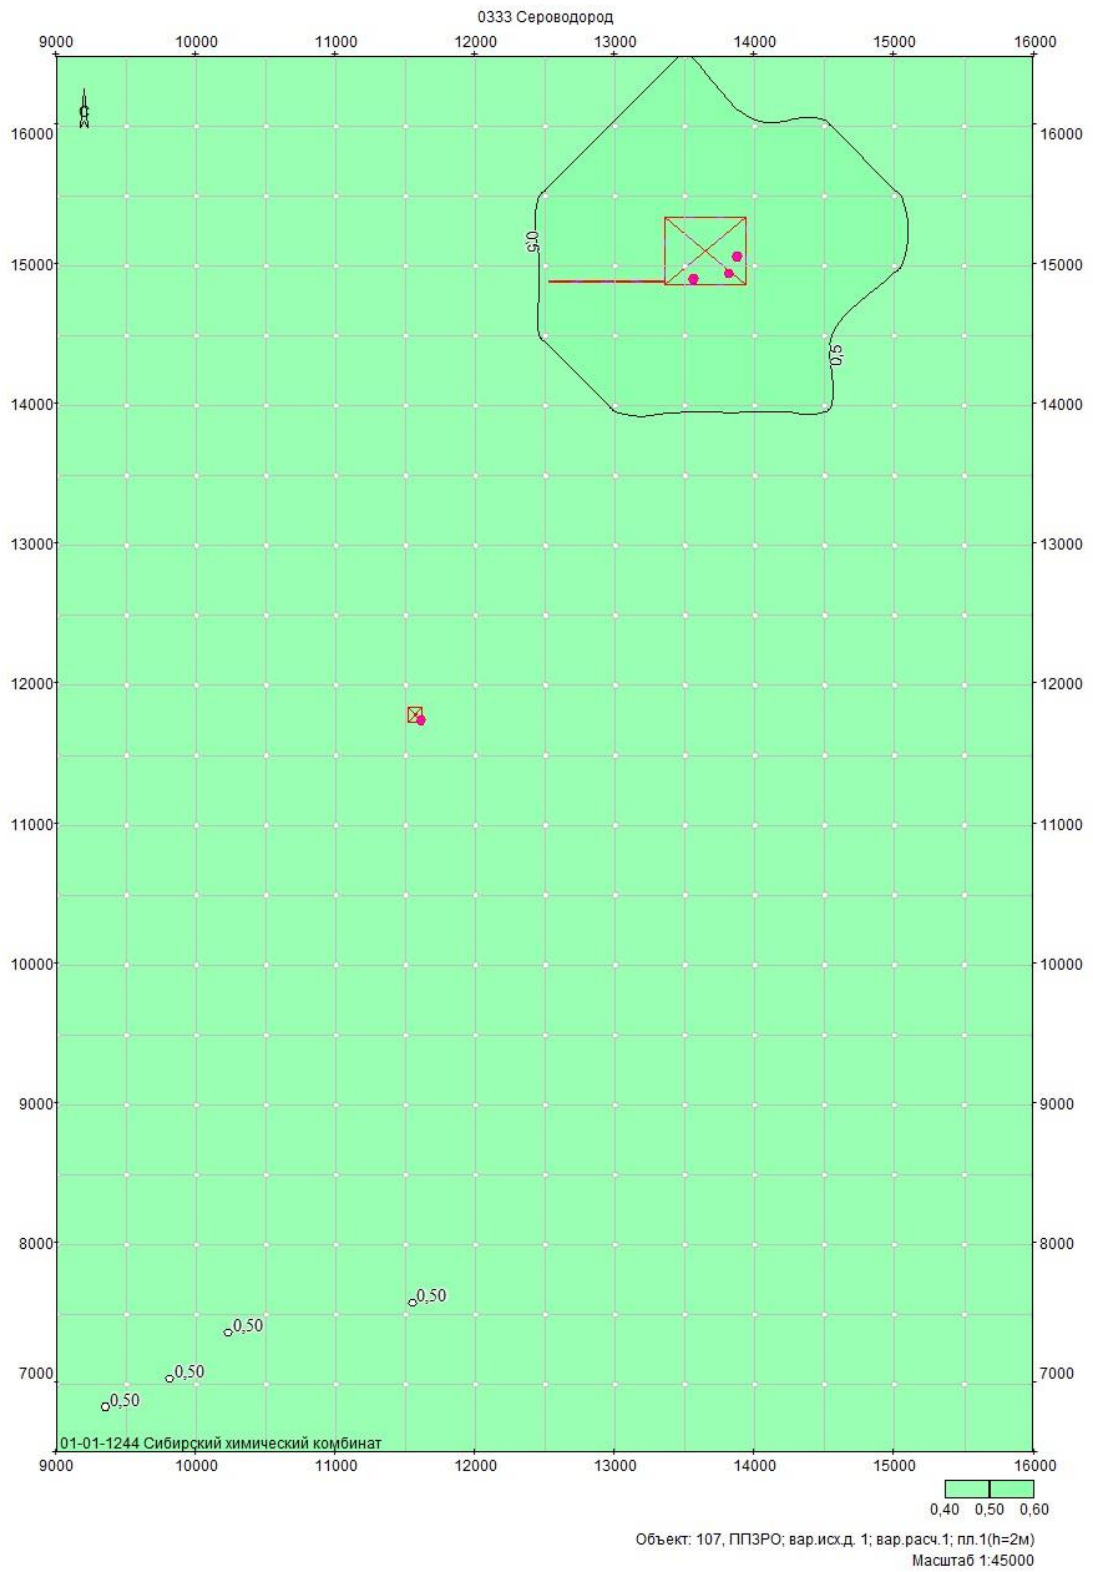 0333 Сероводород
9000 10000 11000 12000 13000 14000 15000 16000
С
16000 16000
0,5
15000 15000
0,5
14000 14000
13000 13000
12000 12000
11000 11000
10000 10000
9000 9000
8000 8000
0,50
0,50
7000 0,50 7000
0,50
01-01-1244 Сибирский химический комбинат
9000 10000 11000 12000 13000 14000 15000 16000
0,40 0,50 0,60
Объект: 107, ППЗРО; вар.исх.д. 1; вар.расч.1; пл.1(h=2м)
Масштаб 1:45000